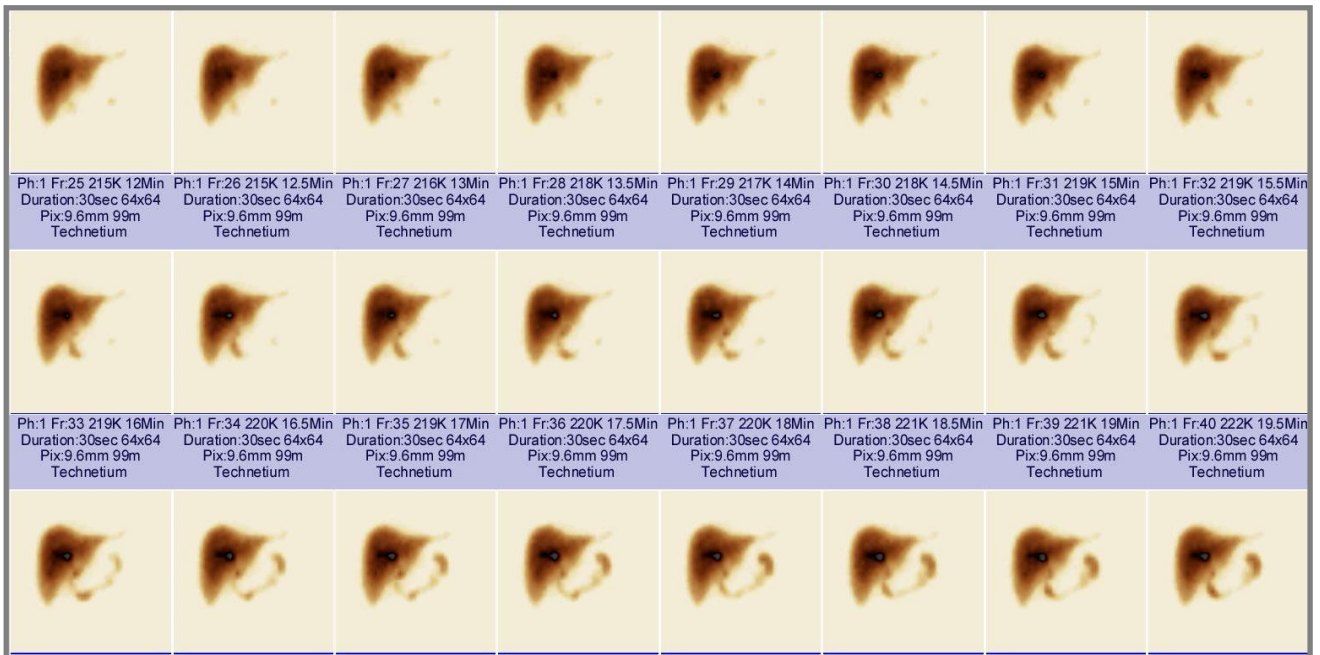 Ph:1 Fr:25 215K 12Min
Duration:30sec 64x64
Pix:9.6mm 99m
Technetium
Ph:1 Fr:26 215K 12.5Min
Duration:30sec 64x64
Pix:9.6mm 99m
Technetium
Ph:1 Fr:27 216K 13Min
Duration:30sec 64x64
Pix:9.6mm 99m
Technetium
Ph:1 Fr:28 218K 13.5Min
Duration:30sec 64x64
Pix:9.6mm 99m
Technetium
Ph:1 Fr:29 217K 14Min
Duration:30sec 64x64
Pix:9.6mm 99m
Technetium
Ph:1 Fr:30 218K 14.5Min
Duration:30sec 64x64
Pix:9.6mm 99m
Technetium
Ph:1 Fr:31 219K 15Min
Duration:30sec 64x64
Pix:9.6mm 99m
Technetium
Ph:1 Fr:32 219K 15.5Min
Duration:30sec 64x64
Pix:9.6mm 99m
Technetium
Ph:1 Fr:33 219K 16Min
Duration:30sec 64x64
Pix:9.6mm 99m
Technetium
Ph:1 Fr:34 220K 16.5Min
Duration:30sec 64x64
Pix:9.6mm 99m
Technetium
Ph:1 Fr:35 219K 17Min
Duration:30sec 64x64
Pix:9.6mm 99m
Technetium
Ph:1 Fr:36 220K 17.5Min
Duration:30sec 64x64
Pix:9.6mm 99m
Technetium
Ph:1 Fr:37 220K 18Min
Duration:30sec 64x64
Pix:9.6mm 99m
Technetium
Ph:1 Fr:38 221K 18.5Min
Duration:30sec 64x64
Pix:9.6mm 99m
Technetium
Ph:1 Fr:39 221K 19Min
Duration:30sec 64x64
Pix:9.6mm 99m
Technetium
Ph:1 Fr:40 222K 19.5Min
Duration:30sec 64x64
Pix:9.6mm 99m
Technetium